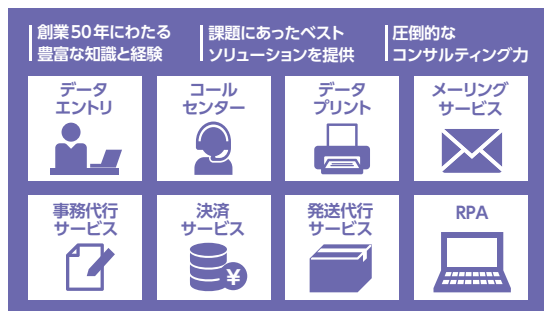 創業50年にわたる
豊富な知識と経験
課題にあったベスト
ソリューションを提供
圧倒的な
コンサルティング力
データ
エントリ
コール
センター
データ
プリント
メーリング
サービス
事務代行
サービス
決済
サービス
¥
発送代行
サービス
RPA